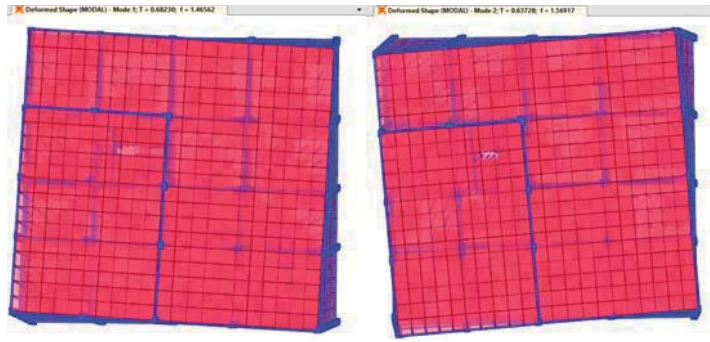 Deformed Shape (MODAL) - Mode 1; T = 0.68230; f = 1.46562
Deformed Shape (MODAL) - Mode 2; T = 0.63728; f = 1.56917